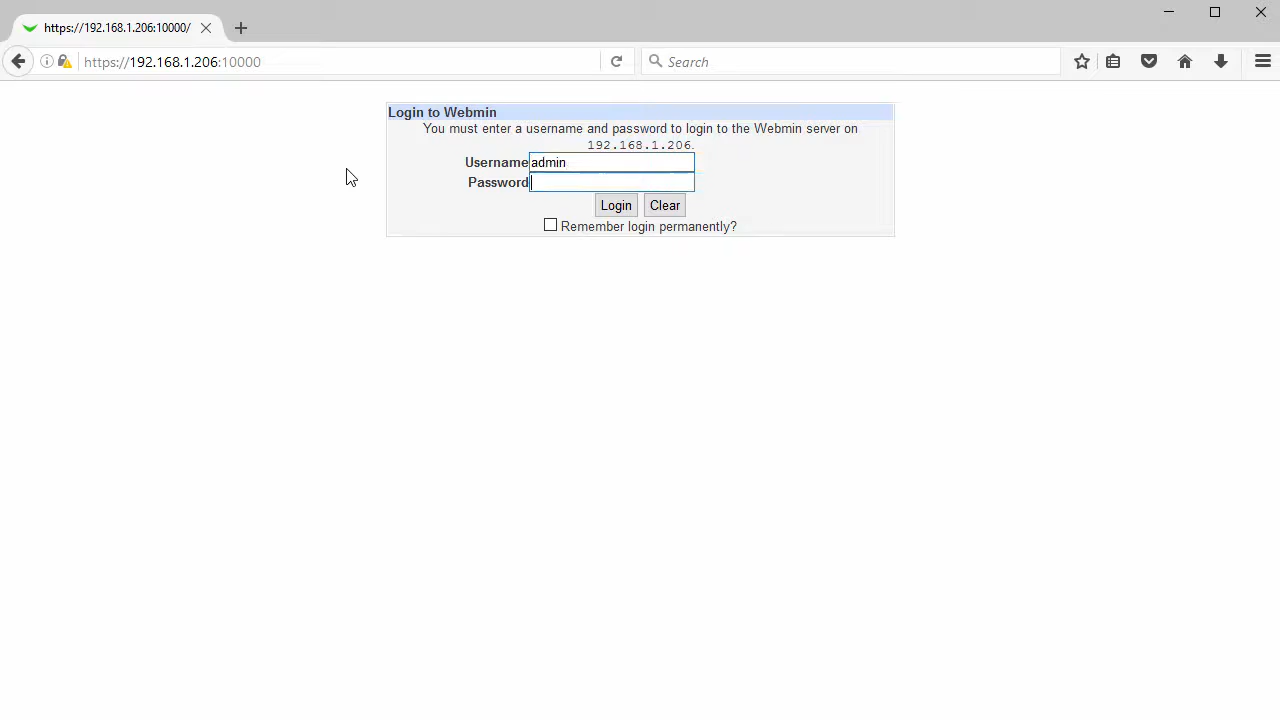 https://192.168.1.206:10000/
https://192.168.1.206:10000
Search
Login to Webmin
You must enter a username and password to login to the Webmin server on
192.168.1.206.
Username admin
Password
Login Clear
Remember login permanently?